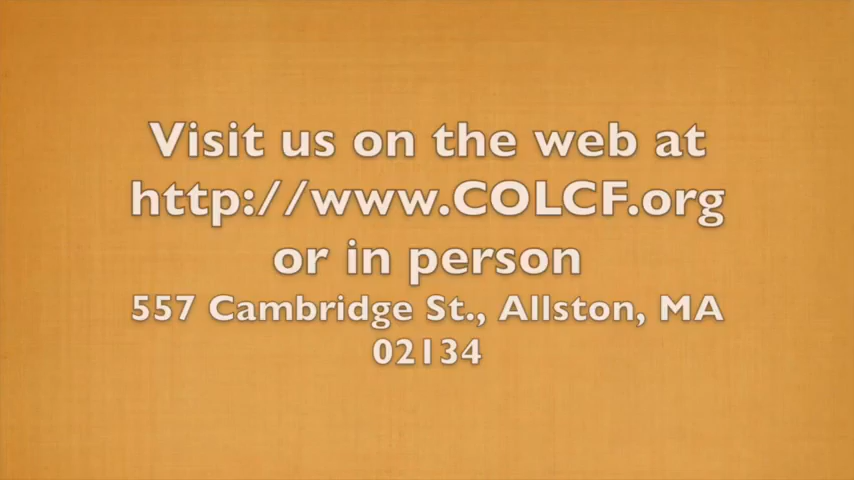 Visit us on the web at
http://www.COLCF.org
or in person
557 Cambridge St., Allston, MA
02134